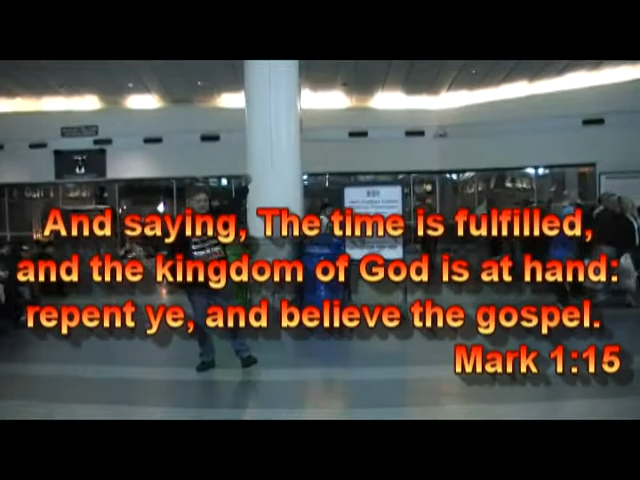 And saying, The time is fulfilled,
and the kingdom of God is at hand:
repent ye, and believe the gospel.
Mark 1:15